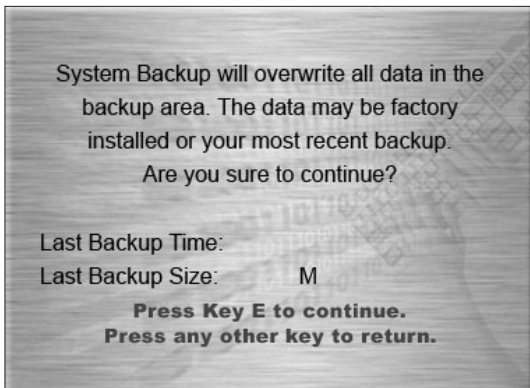 System Backup will overwrite all data in the
backup area. The data may be factory
installed or your most recent backup.
Are you sure to continue?
Last Backup Time:
Last Backup Size: M
Press Key E to continue.
Press any other key to return.